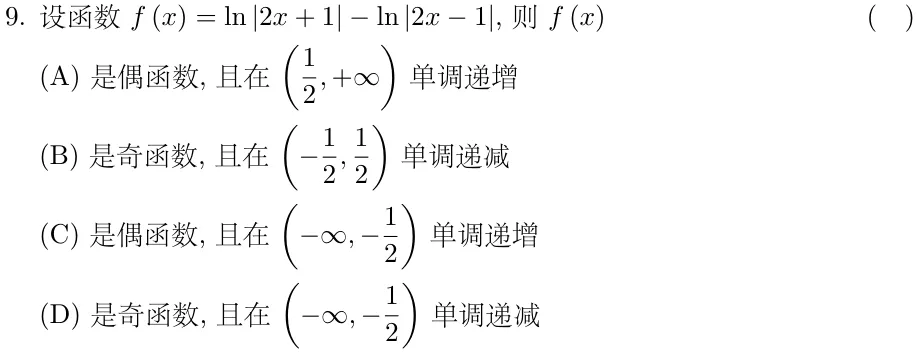 9. 设函数 f (x) = ln |2x + 1| − ln |2x − 1|, 则 f (x) ( )
(A) 是偶函数, 且在 (1/2, +∞) 单调递增
(B) 是奇函数, 且在 (−1/2, 1/2) 单调递减
(C) 是偶函数, 且在 (−∞, −1/2) 单调递增
(D) 是奇函数, 且在 (−∞, −1/2) 单调递减